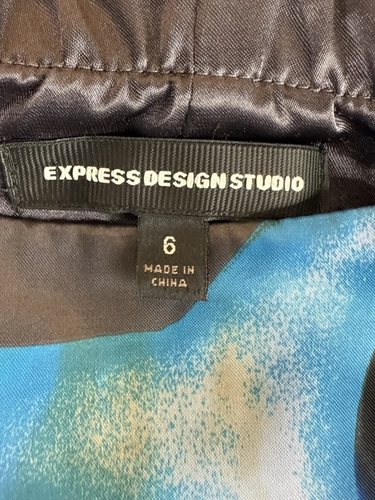 EXPRESS DESIGN STUDIO
6
MADE IN
CHINA